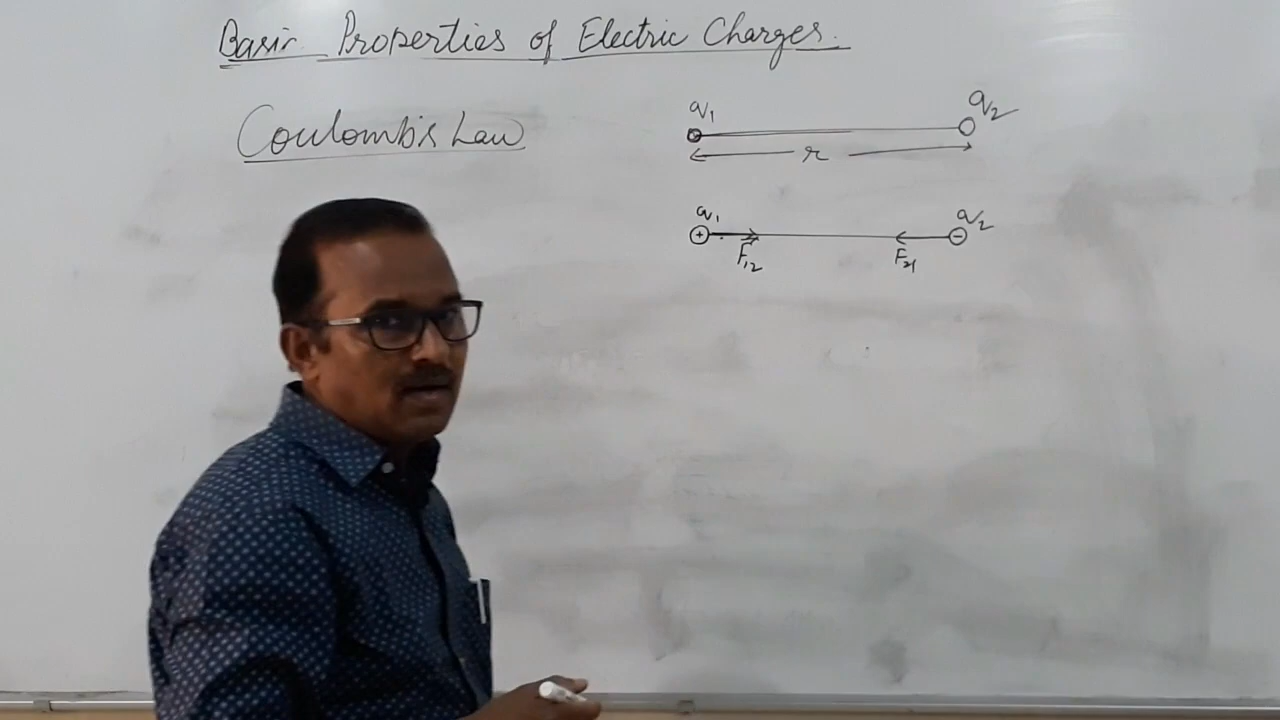 Basic Properties of Electric Charges.
Coulomb's Law
q1 q2
r
q1 q2
+ -
F12 F21